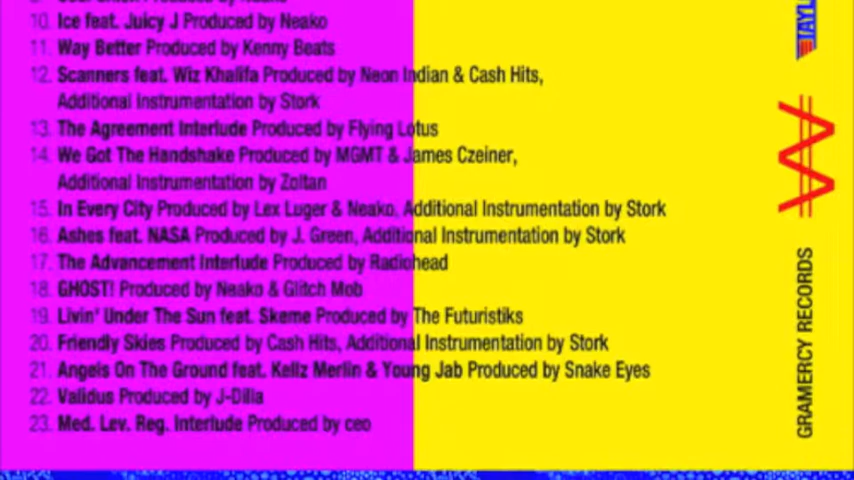 10. Ice feat. Juicy J Produced by Neako
11. Way Better Produced by Kenny Beats
12. Scanners feat. Wiz Khalifa Produced by Neon Indian & Cash Hits,
Additional Instrumentation by Stork
13. The Agreement Interlude Produced by Flying Lotus
14. We Got The Handshake Produced by MGMT & James Czeiner,
Additional Instrumentation by Zoltan
15. In Every City Produced by Lex Luger & Neako, Additional Instrumentation by Stork
16. Ashes feat. NASA Produced by J. Green, Additional Instrumentation by Stork
17. The Advancement Interlude Produced by Radiohead
18. GHOST! Produced by Neako & Glitch Mob
19. Livin' Under The Sun feat. Skeme Produced by The Futuristiks
20. Friendly Skies Produced by Cash Hits, Additional Instrumentation by Stork
21. Angels On The Ground feat. Kellz Merlin & Young Jab Produced by Snake Eyes
22. Validus Produced by J-Dilla
23. Med. Lev. Reg. Interlude Produced by ceo
GRAMERCY RECORDS